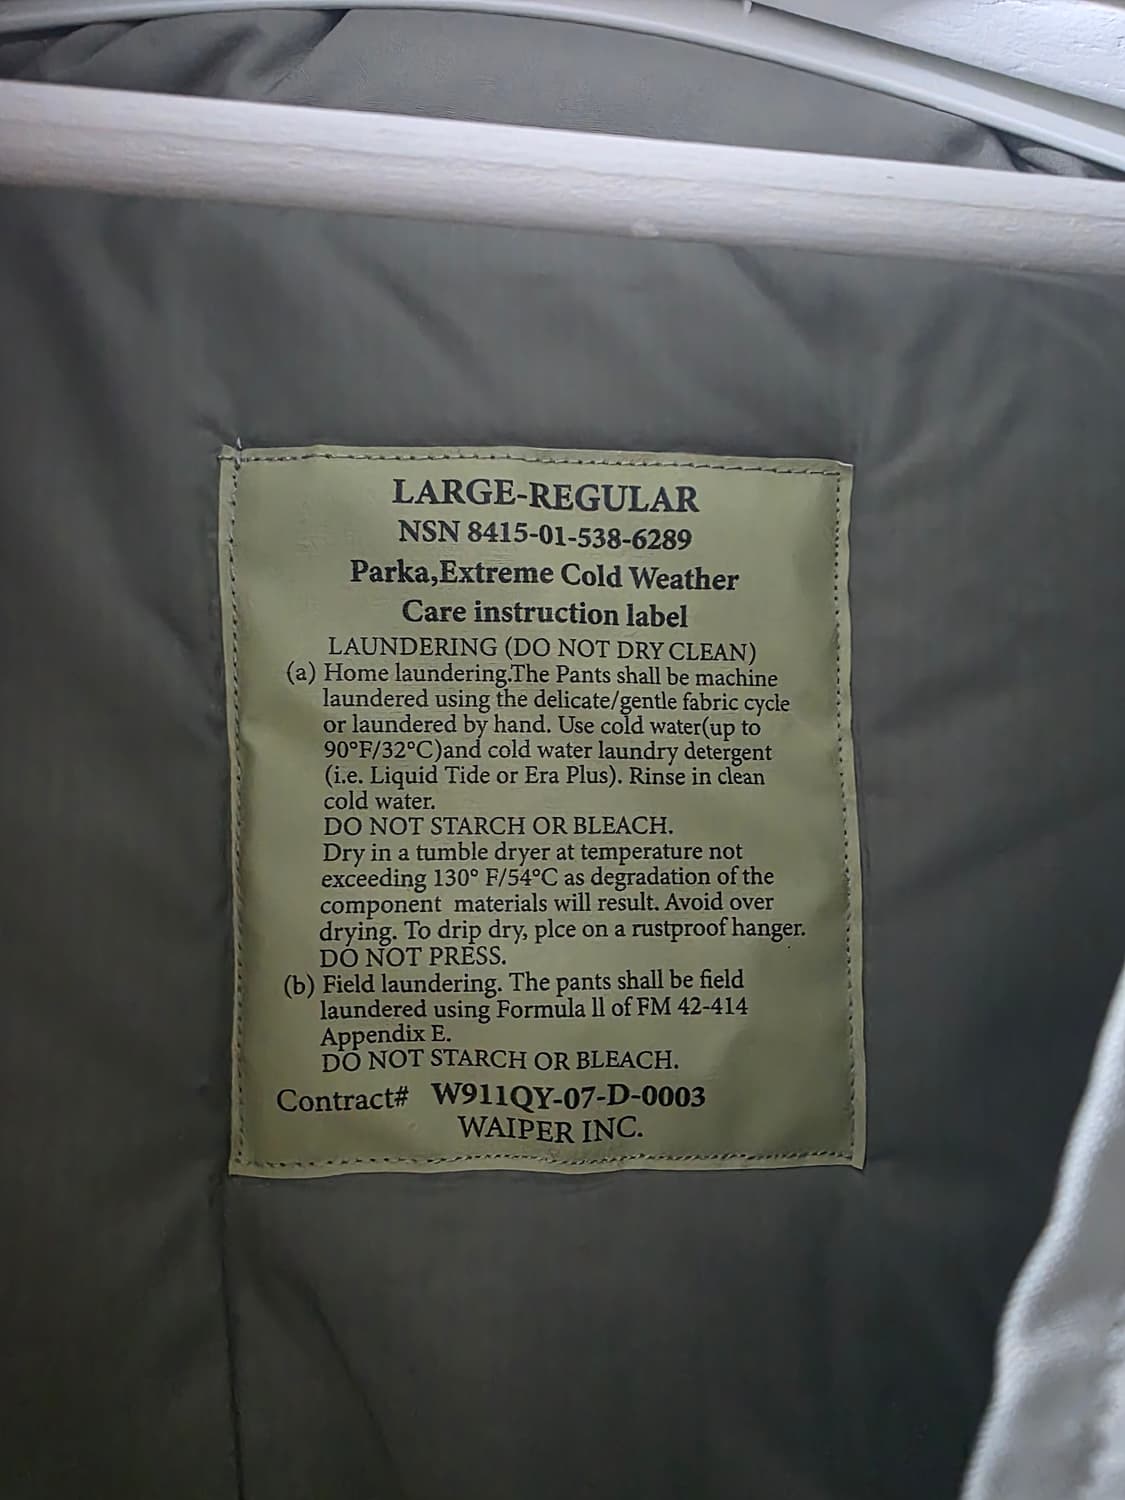 LARGE-REGULAR
NSN 8415-01-538-6289
Parka,Extreme Cold Weather
Care instruction label
LAUNDERING (DO NOT DRY CLEAN)
(a) Home laundering.The Pants shall be machine
laundered using the delicate/gentle fabric cycle
or laundered by hand. Use cold water(up to
90°F/32°C)and cold water laundry detergent
(i.e. Liquid Tide or Era Plus). Rinse in clean
cold water.
DO NOT STARCH OR BLEACH.
Dry in a tumble dryer at temperature not
exceeding 130° F/54°C as degradation of the
component materials will result. Avoid over
drying. To drip dry, plce on a rustproof hanger.
DO NOT PRESS.
(b) Field laundering. The pants shall be field
laundered using Formula ll of FM 42-414
Appendix E.
DO NOT STARCH OR BLEACH.
Contract# W911QY-07-D-0003
WAIPER INC.